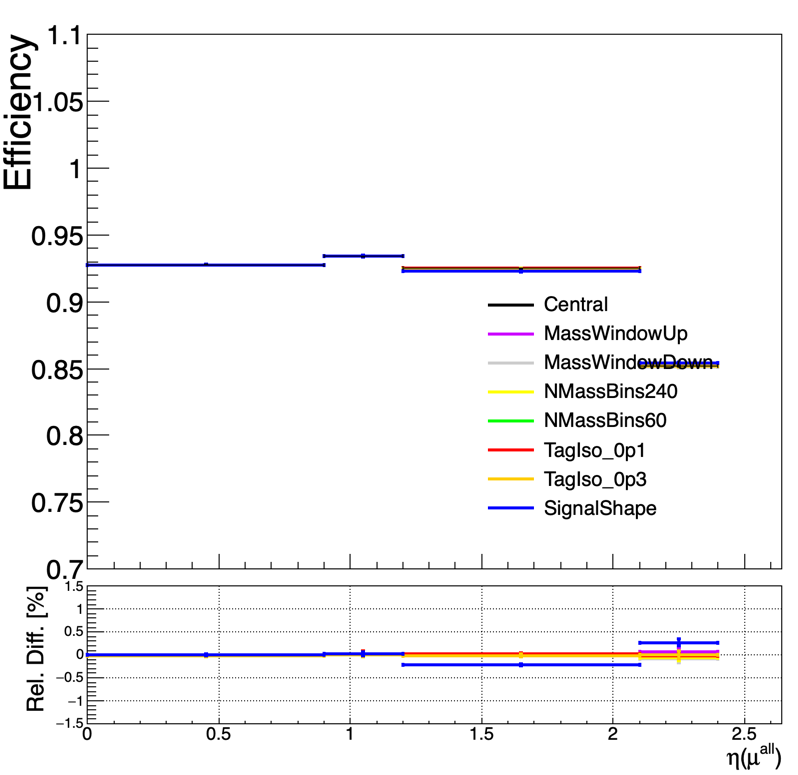 Efficiency
1.1
1.05
1
0.95
0.9
0.85
0.8
0.75
0.7
Central
MassWindowUp
MassWindowDown
NMassBins240
NMassBins60
TagIso_0p1
TagIso_0p3
SignalShape
Rel. Diff. [%]
1.5
1
0.5
0
−0.5
−1
−1.5
0 0.5 1 1.5 2 2.5
η(μ^all)